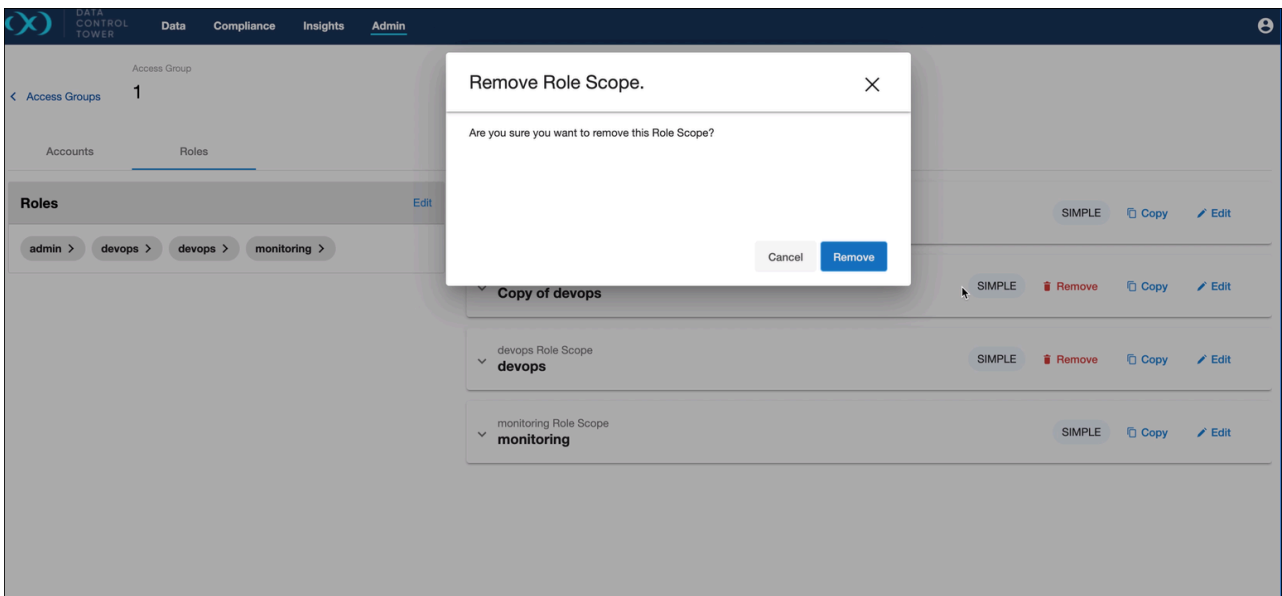 DATA
CONTROL
TOWER
Data Compliance Insights Admin
Access Group
Access Groups 1
Accounts Roles
Roles Edit
admin devops devops monitoring
Remove Role Scope.
Are you sure you want to remove this Role Scope?
Cancel Remove
SIMPLE Copy Edit
Copy of devops SIMPLE Remove Copy Edit
devops Role Scope
devops SIMPLE Remove Copy Edit
monitoring Role Scope
monitoring SIMPLE Copy Edit